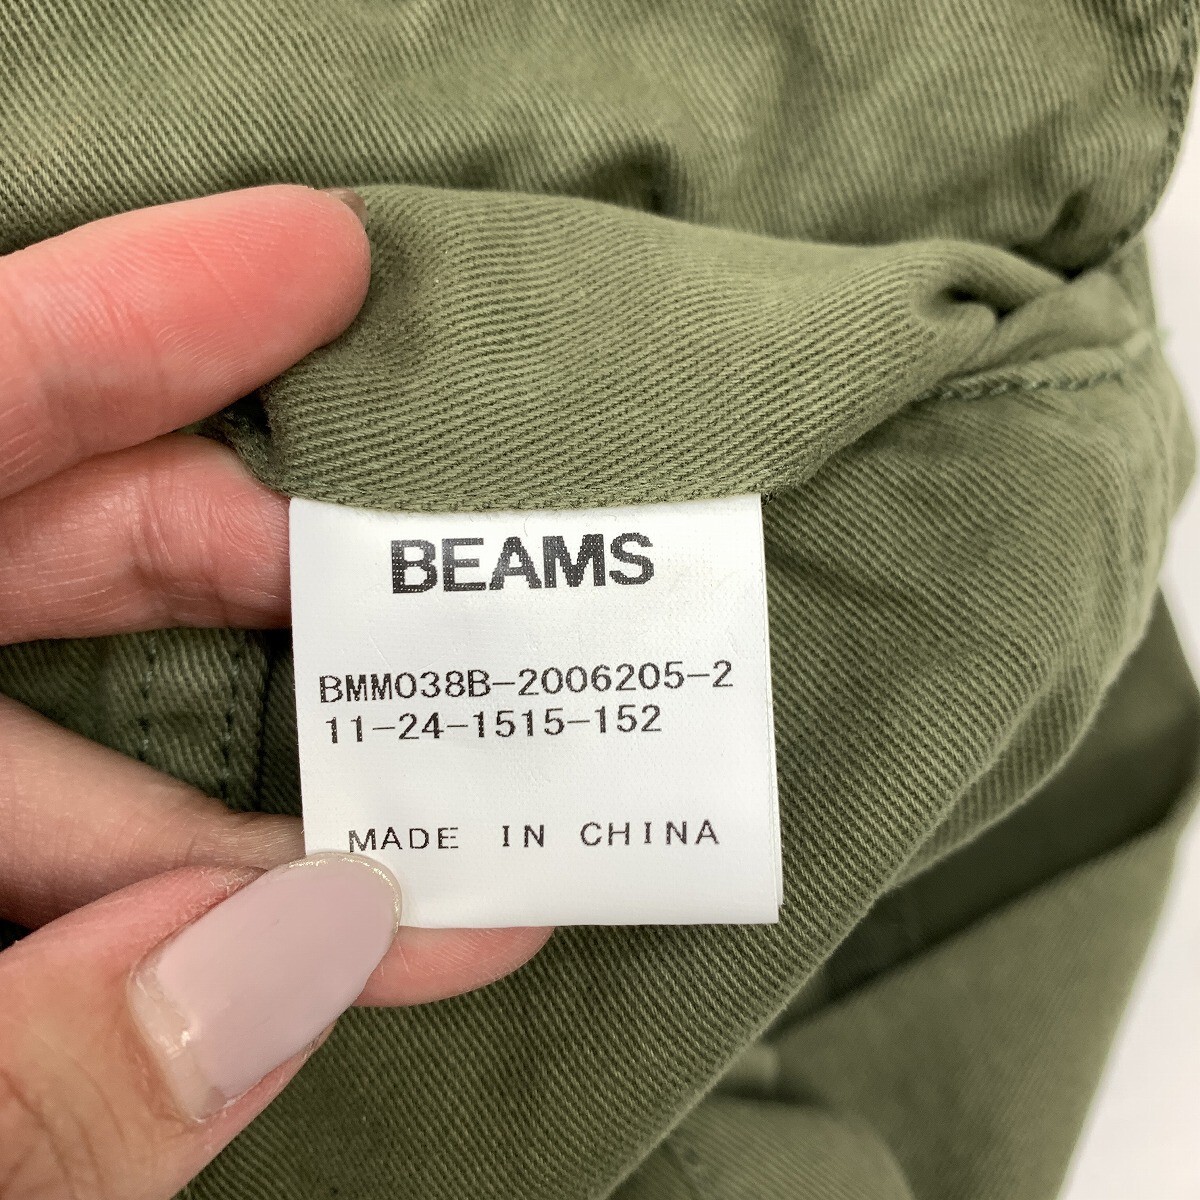 BEAMS
BMM038B-2006205-2
11-24-1515-152
MADE IN CHINA